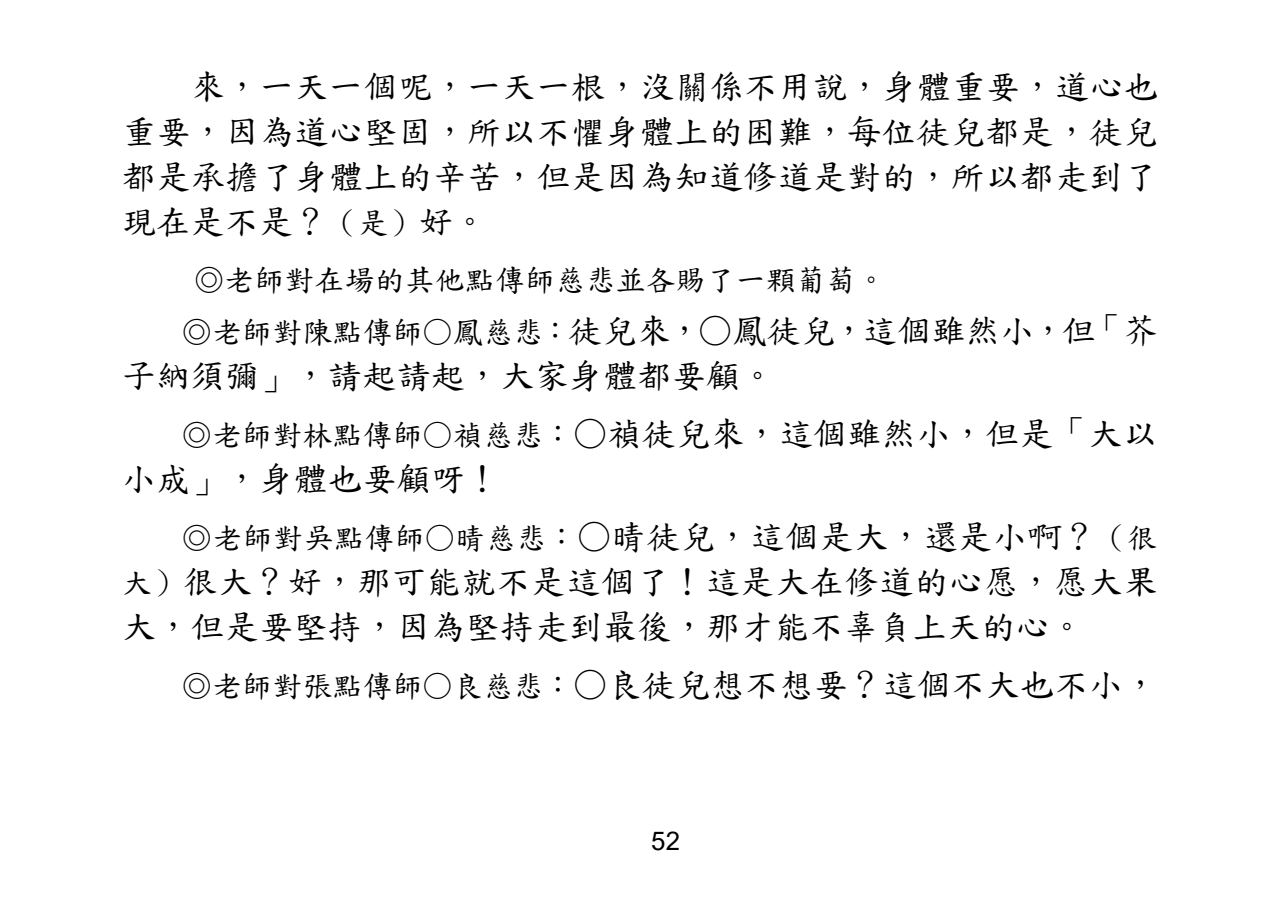 來，一天一個呢，一天一根，沒關係不用說，身體重要，道心也
重要，因為道心堅固，所以不懼身體上的困難，每位徒兒都是，徒兒
都是承擔了身體上的辛苦，但是因為知道修道是對的，所以都走到了
現在是不是？（是）好。
◎老師對在場的其他點傳師慈悲並各賜了一顆葡萄。
◎老師對陳點傳師○鳳慈悲：徒兒來，○鳳徒兒，這個雖然小，但「芥
子納須彌」，請起請起，大家身體都要顧。
◎老師對林點傳師○禎慈悲：○禎徒兒來，這個雖然小，但是「大以
小成」，身體也要顧呀！
◎老師對吳點傳師○晴慈悲：○晴徒兒，這個是大，還是小啊？（很
大）很大？好，那可能就不是這個了！這是大在修道的心愿，愿大果
大，但是要堅持，因為堅持走到最後，那才能不辜負上天的心。
◎老師對張點傳師○良慈悲：○良徒兒想不想要？這個不大也不小，
52